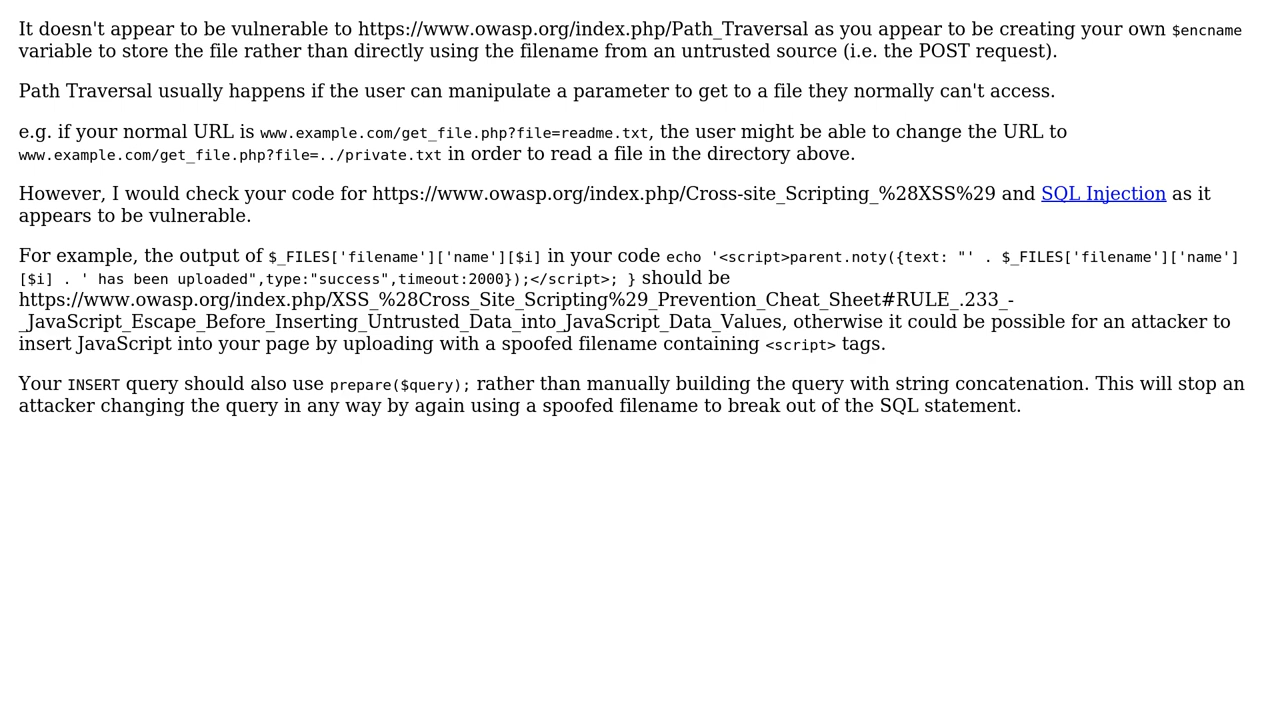 It doesn't appear to be vulnerable to https://www.owasp.org/index.php/Path_Traversal as you appear to be creating your own $encname
variable to store the file rather than directly using the filename from an untrusted source (i.e. the POST request).
Path Traversal usually happens if the user can manipulate a parameter to get to a file they normally can't access.
e.g. if your normal URL is www.example.com/get_file.php?file=readme.txt, the user might be able to change the URL to
www.example.com/get_file.php?file=../private.txt in order to read a file in the directory above.
However, I would check your code for https://www.owasp.org/index.php/Cross-site_Scripting_%28XSS%29 and SQL Injection as it
appears to be vulnerable.
For example, the output of $_FILES['filename']['name'][$i] in your code echo '<script>parent.noty({text: "' . $_FILES['filename']['name']
[$i] . ' has been uploaded",type:"success",timeout:2000});</script>; } should be
https://www.owasp.org/index.php/XSS_%28Cross_Site_Scripting%29_Prevention_Cheat_Sheet#RULE_.233_-
_JavaScript_Escape_Before_Inserting_Untrusted_Data_into_JavaScript_Data_Values, otherwise it could be possible for an attacker to
insert JavaScript into your page by uploading with a spoofed filename containing <script> tags.
Your INSERT query should also use prepare($query); rather than manually building the query with string concatenation. This will stop an
attacker changing the query in any way by again using a spoofed filename to break out of the SQL statement.